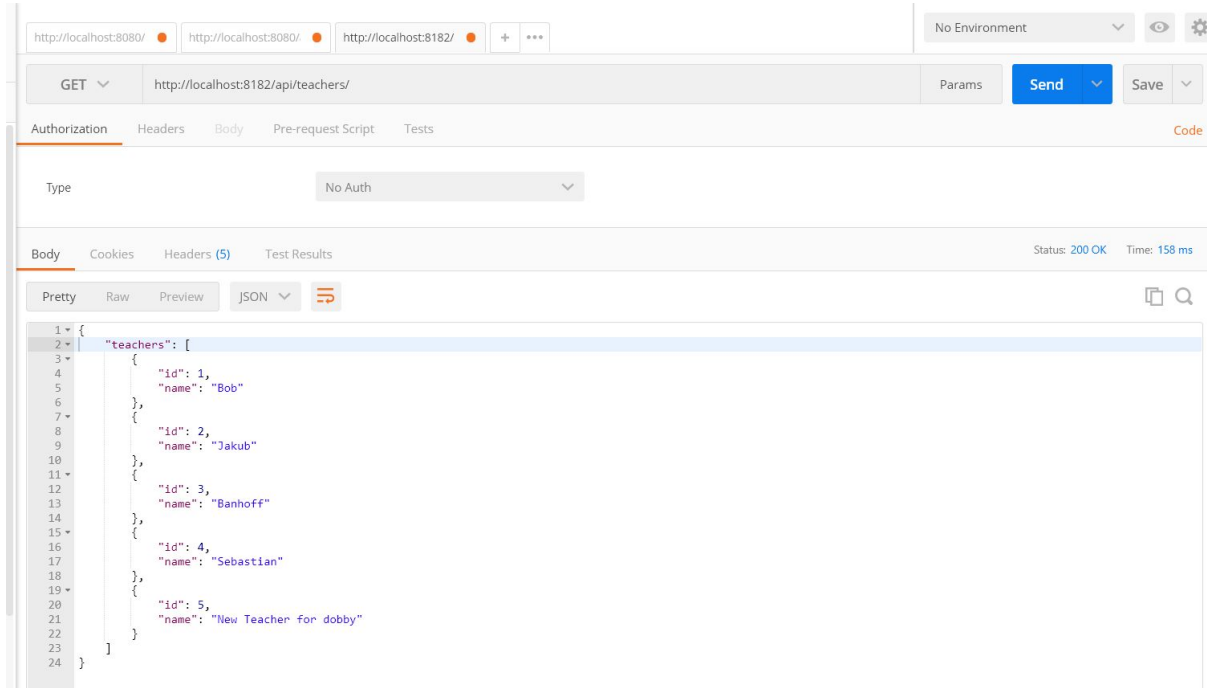 http://localhost:8080/ http://localhost:8080/ http://localhost:8182/ + ••• No Environment
GET http://localhost:8182/api/teachers/ Params Send Save
Authorization Headers Body Pre-request Script Tests Code
Type No Auth
Body Cookies Headers (5) Test Results Status: 200 OK Time: 158 ms
Pretty Raw Preview JSON
1 {
2 "teachers": [
3 {
4 "id": 1,
5 "name": "Bob"
6 },
7 {
8 "id": 2,
9 "name": "Jakub"
10 },
11 {
12 "id": 3,
13 "name": "Banhoff"
14 },
15 {
16 "id": 4,
17 "name": "Sebastian"
18 },
19 {
20 "id": 5,
21 "name": "New Teacher for dobby"
22 }
23 ]
24 }